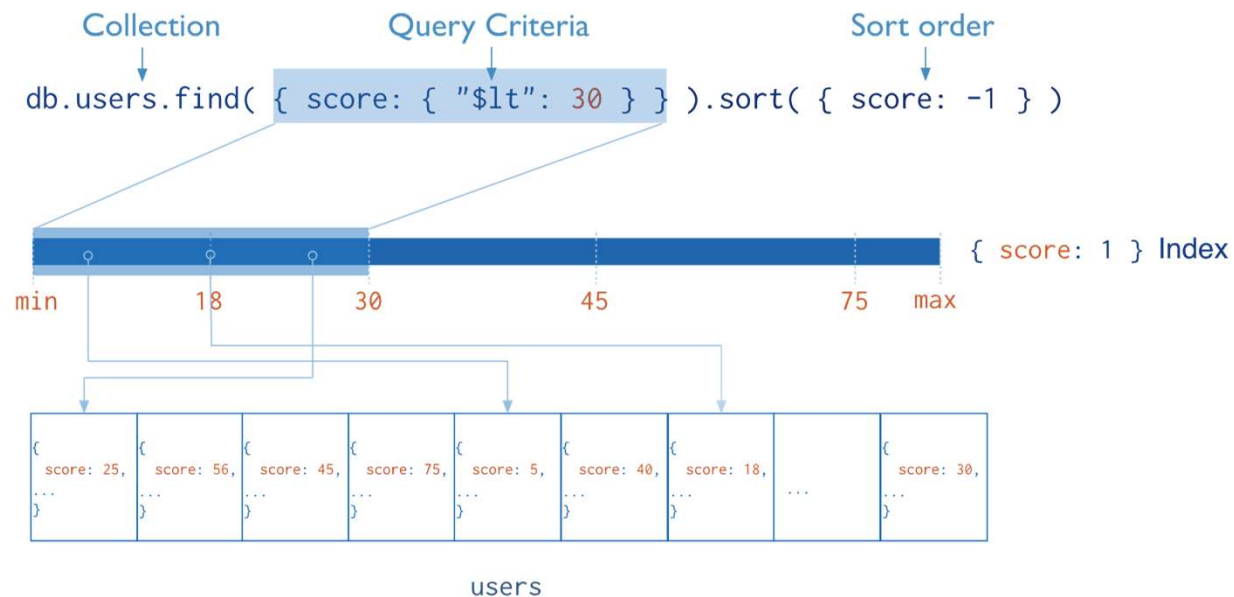 Collection Query Criteria Sort order
db.users.find( { score: { "$lt": 30 } } ).sort( { score: -1 } )
{ score: 1 } Index
min 18 30 45 75 max
{ { { { { { { {
score: 25, score: 56, score: 45, score: 75, score: 5, score: 40, score: 18, score: 30,
... ... ... ... ... ... ... ... ...
} } } } } } } }
users